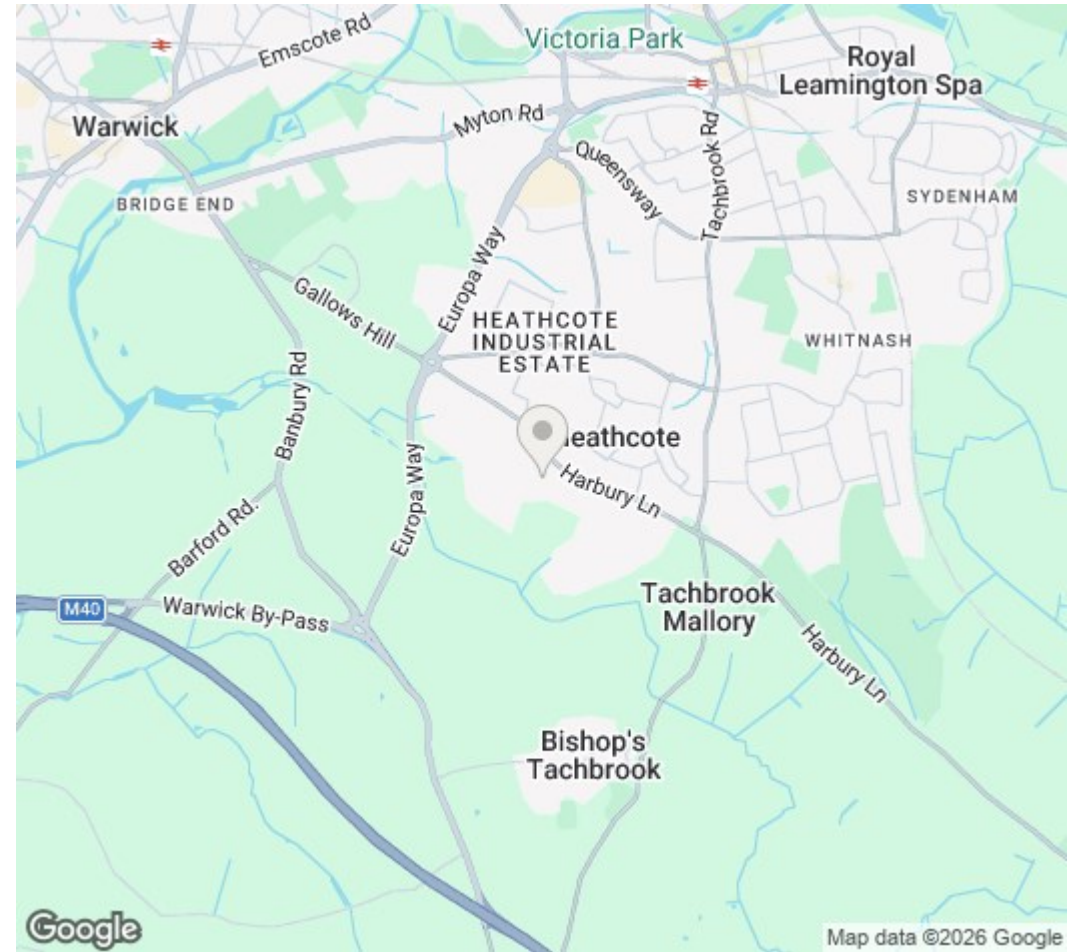 Emscote Rd
Victoria Park
Royal
Leamington Spa
Warwick
Myton Rd
Queensway
Tachbrook Rd
BRIDGE END
SYDENHAM
Europa Way
Gallows Hill
HEATHCOTE
INDUSTRIAL
ESTATE
WHITNASH
Banbury Rd
eathcote
Harbury Ln
Europa Way
Barford Rd.
Tachbrook
Mallory
M40
Warwick By-Pass
Harbury Ln
Bishop's
Tachbrook
Google
Map data ©2026 Google